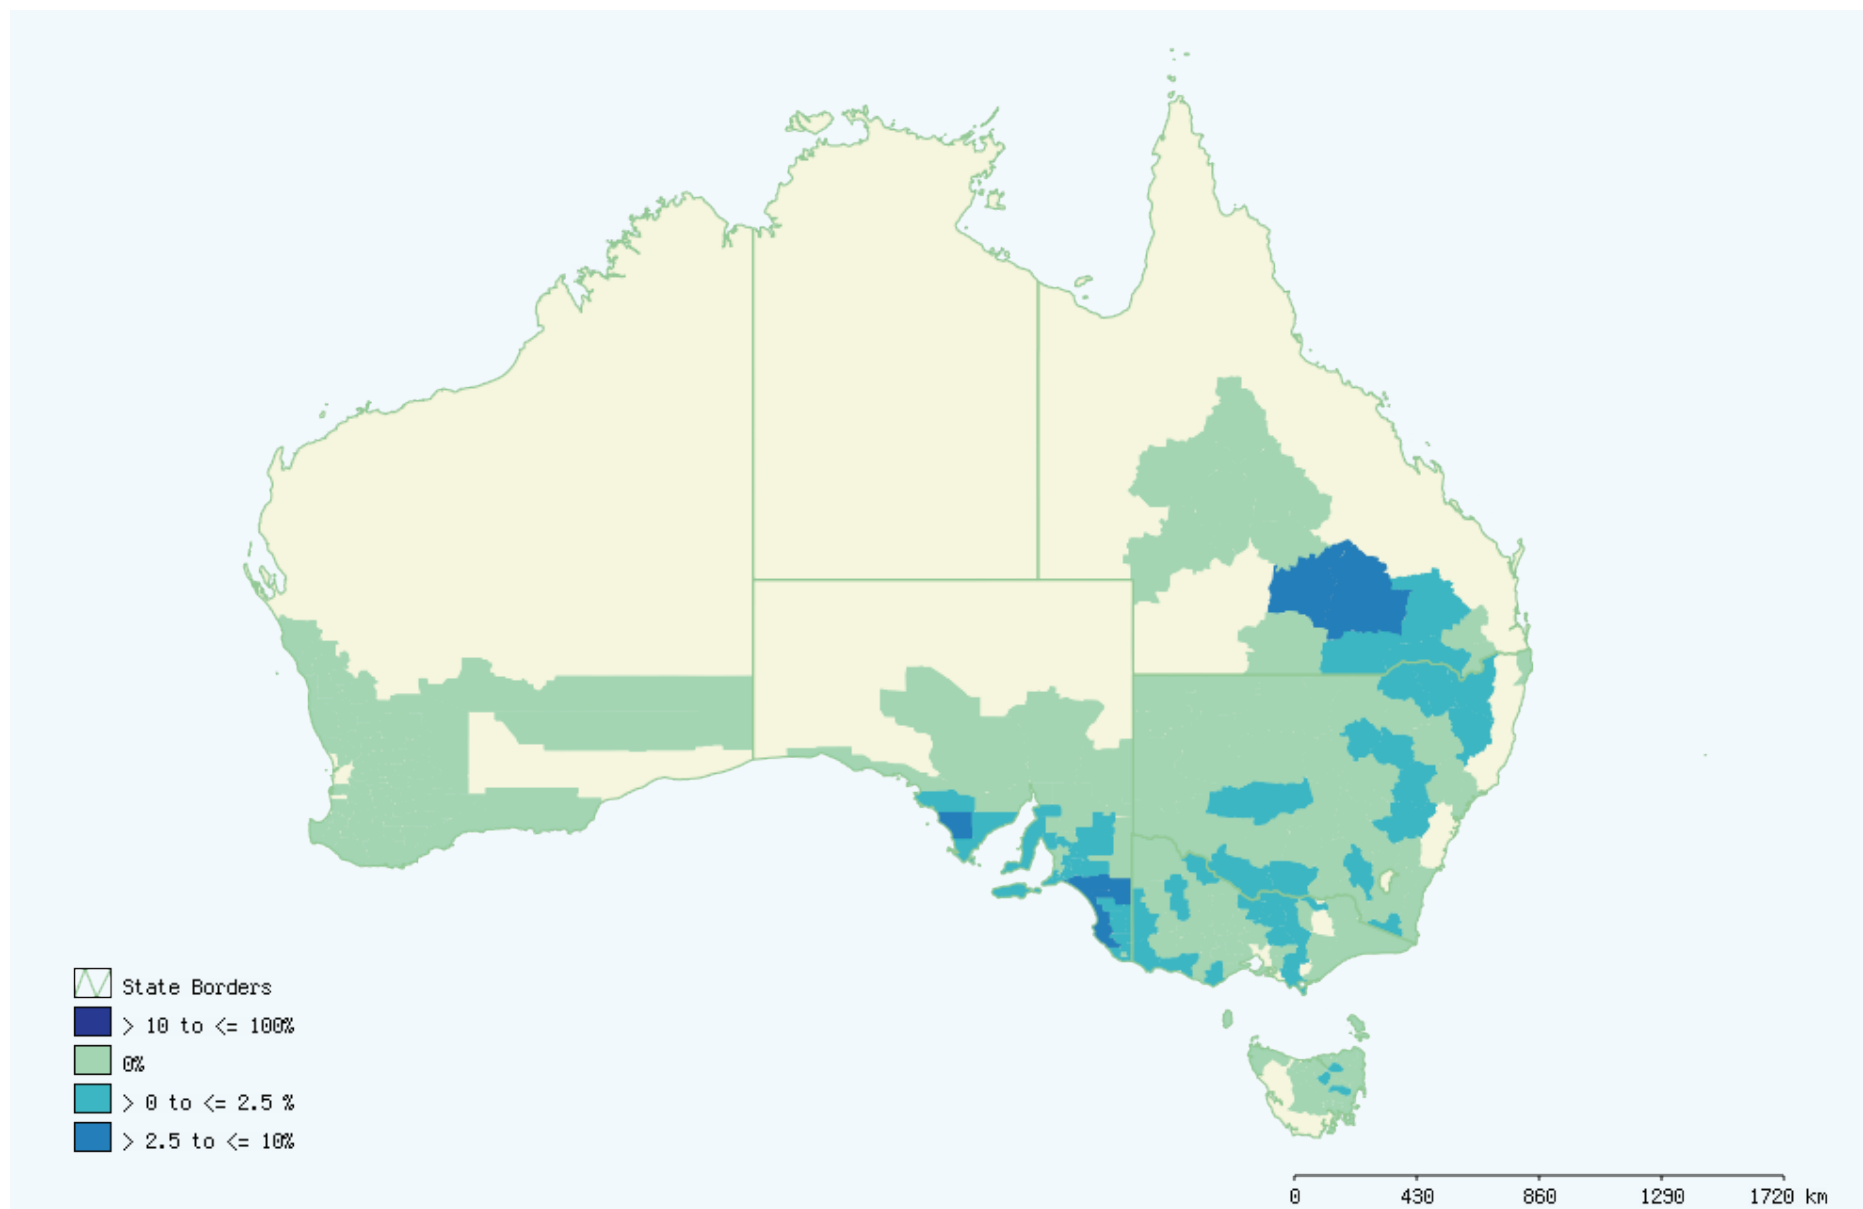 State Borders
> 10 to <= 100%
0%
> 0 to <= 2.5 %
> 2.5 to <= 10%
0 430 860 1290 1720 km